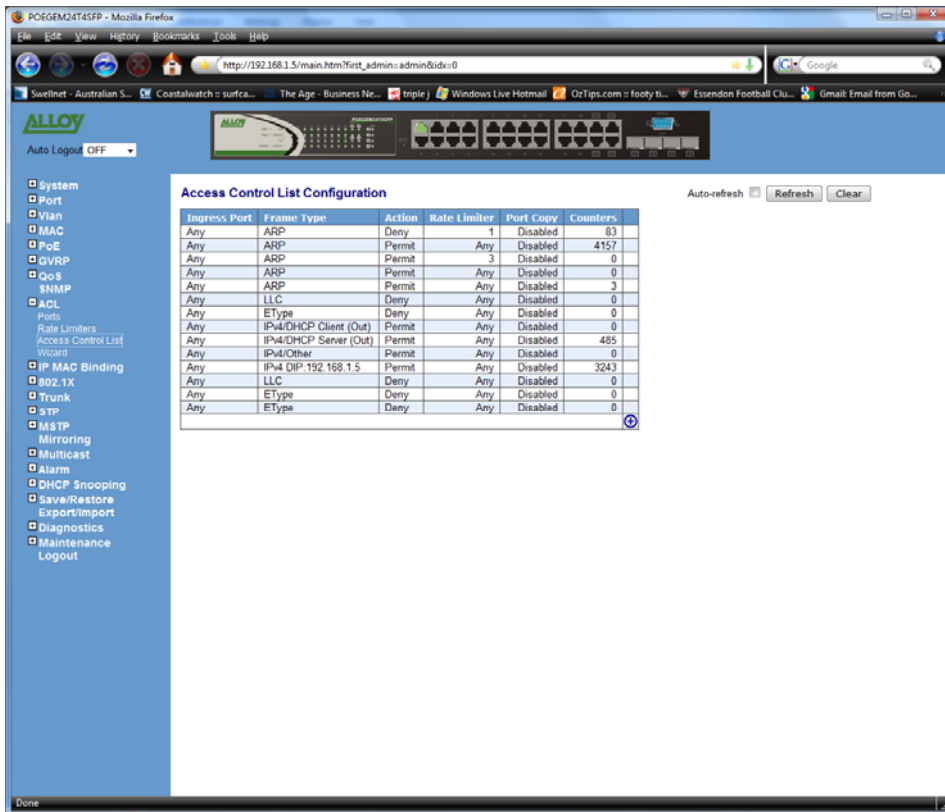 POEGEM24T4SFP - Mozilla Firefox
File Edit View History Bookmarks Tools Help
http://192.168.1.5/main.htm?first_admin=admin&idx=0
G Google
Swellnet - Australian S... Coastalwatch :: surfca... The Age - Business Ne... triple j Windows Live Hotmail OzTips.com :: footy ti... Essendon Football Clu... Gmail: Email from Go...
ALLOY
Auto Logout OFF
ALLOY POEGEM24T4SFP
System
Port
Vlan
MAC
PoE
GVRP
QoS
SNMP
ACL
Ports
Rate Limiters
Access Control List
Wizard
IP MAC Binding
802.1X
Trunk
STP
MSTP
Mirroring
Multicast
Alarm
DHCP Snooping
Save/Restore
Export/Import
Diagnostics
Maintenance
Logout
Access Control List Configuration
Auto-refresh Refresh Clear
Ingress Port Frame Type Action Rate Limiter Port Copy Counters
Any ARP Deny 1 Disabled 83
Any ARP Permit Any Disabled 4157
Any ARP Permit 3 Disabled 0
Any ARP Permit Any Disabled 0
Any ARP Permit Any Disabled 3
Any LLC Deny Any Disabled 0
Any EType Deny Any Disabled 0
Any IPv4/DHCP Client (Out) Permit Any Disabled 0
Any IPv4/DHCP Server (Out) Permit Any Disabled 485
Any IPv4/Other Permit Any Disabled 0
Any IPv4 DIP:192.168.1.5 Permit Any Disabled 3243
Any LLC Deny Any Disabled 0
Any EType Deny Any Disabled 0
Any EType Deny Any Disabled 0
Done